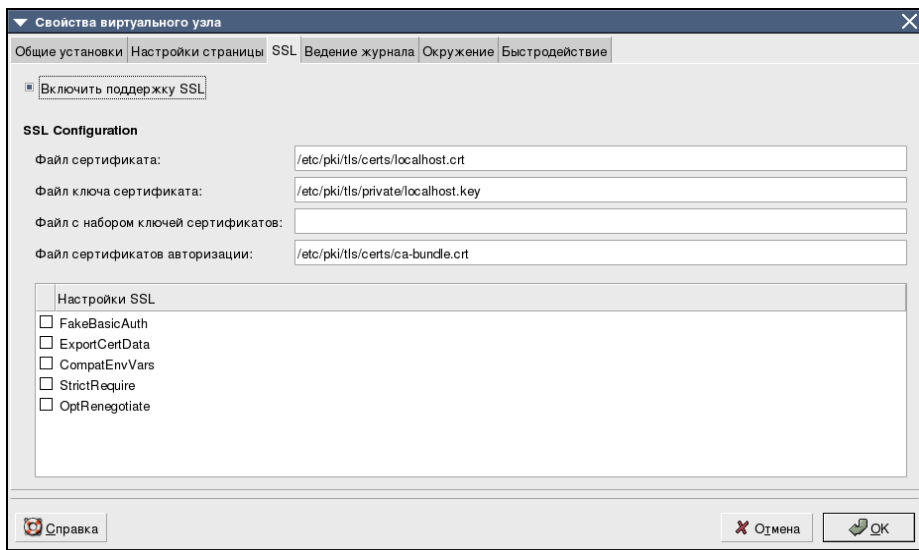 Свойства виртуального узла
Общие установки Настройки страницы SSL Ведение журнала Окружение Быстродействие
Включить поддержку SSL
SSL Configuration
Файл сертификата: /etc/pki/tls/certs/localhost.crt
Файл ключа сертификата: /etc/pki/tls/private/localhost.key
Файл с набором ключей сертификатов:
Файл сертификатов авторизации: /etc/pki/tls/certs/ca-bundle.crt
Настройки SSL
FakeBasicAuth
ExportCertData
CompatEnvVars
StrictRequire
OptRenegotiate
Справка Отмена OK